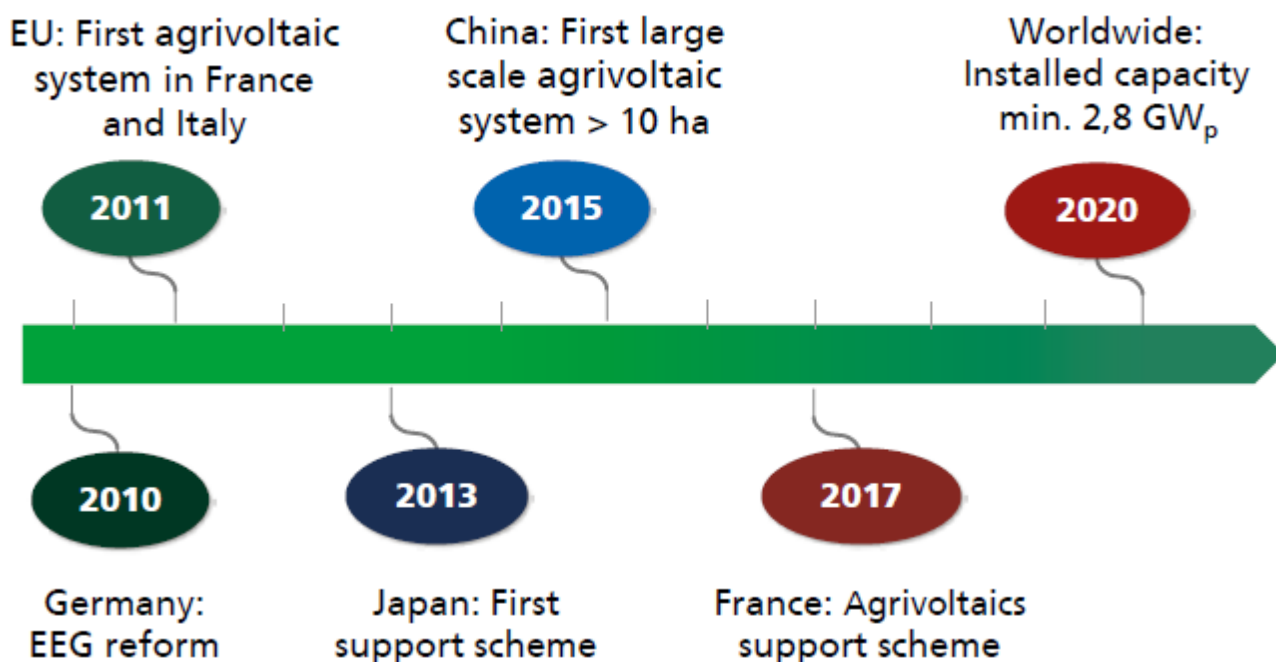 EU: First agrivoltaic
system in France
and Italy
China: First large
scale agrivoltaic
system > 10 ha
Worldwide:
Installed capacity
min. 2,8 GWp
2011
2015
2020
2010
2013
2017
Germany:
EEG reform
Japan: First
support scheme
France: Agrivoltaics
support scheme